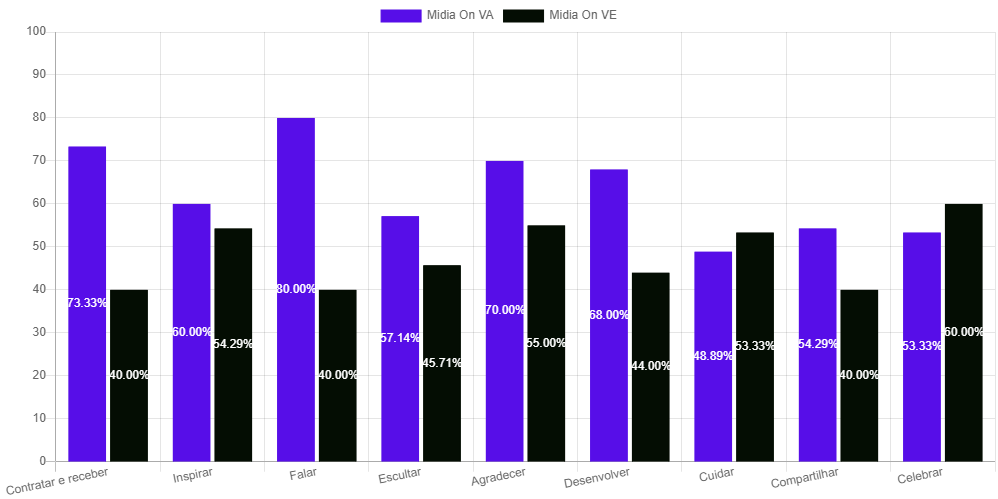 Midia On VA Midia On VE
100
90
80
70
60
50
40
30
20
10
0
73.33% 40.00%
60.00% 54.29%
80.00% 40.00%
57.14% 45.71%
70.00% 55.00%
68.00% 44.00%
48.89% 53.33%
54.29% 40.00%
53.33% 60.00%
Contratar e receber
Inspirar
Falar
Escultar
Agradecer
Desenvolver
Cuidar
Compartilhar
Celebrar